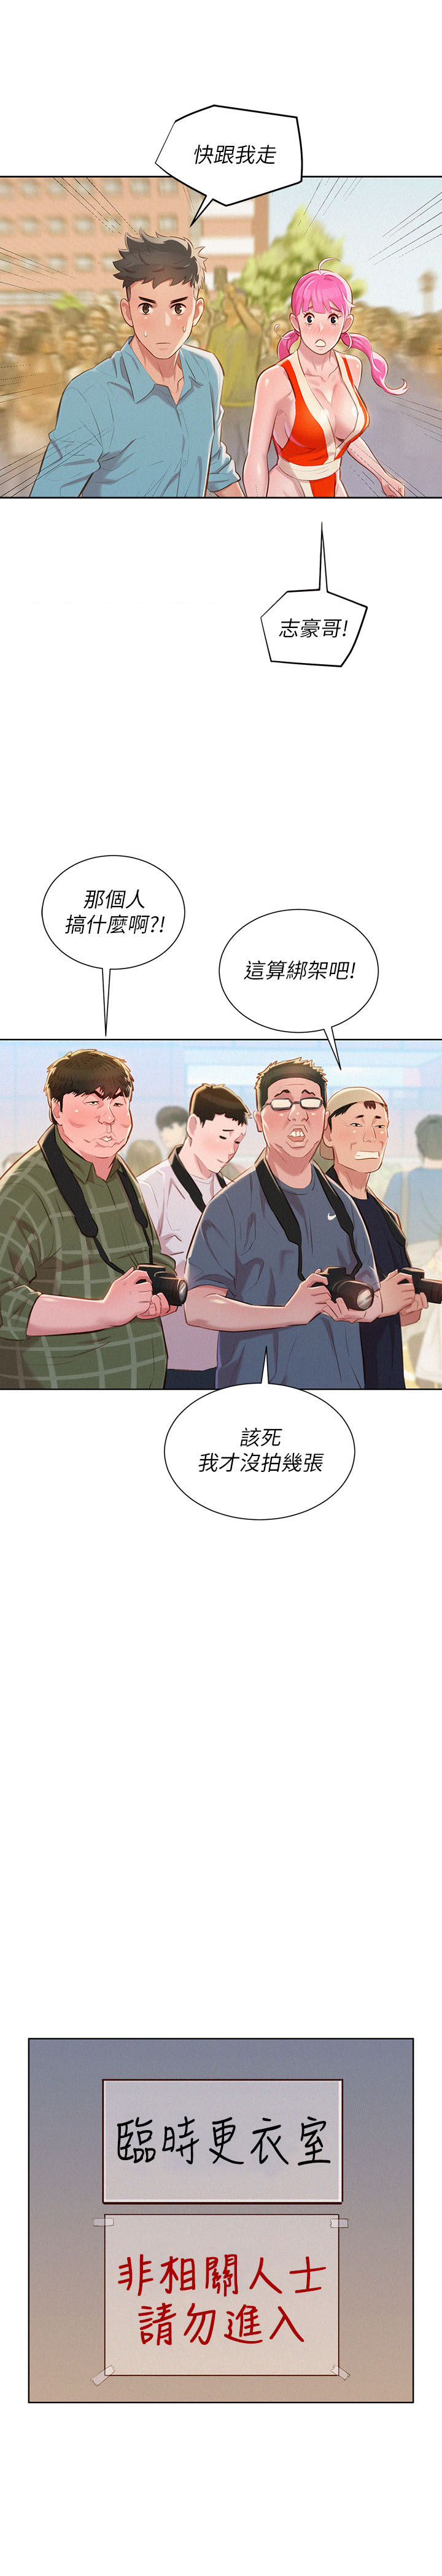 快跟我走
志豪哥!
那個人
搞什麼啊?!
這算綁架吧!
該死
我才沒拍幾張
臨時更衣室
非相關人士
請勿進入